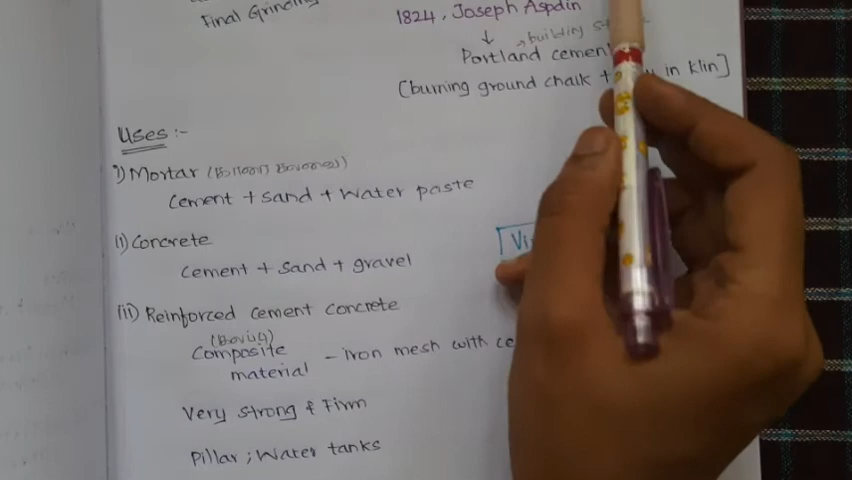 Final Grinding
1824, Joseph Aspdin
↓
building
Portland cement
[burning ground chalk + in klin]
Uses :-
i) Mortar
Cement + sand + water paste
(ii) Concrete
Cement + sand + gravel
(iii) Reinforced cement concrete
Composite
material - iron mesh with ce
Very strong & Firm
Pillar ; Water tanks